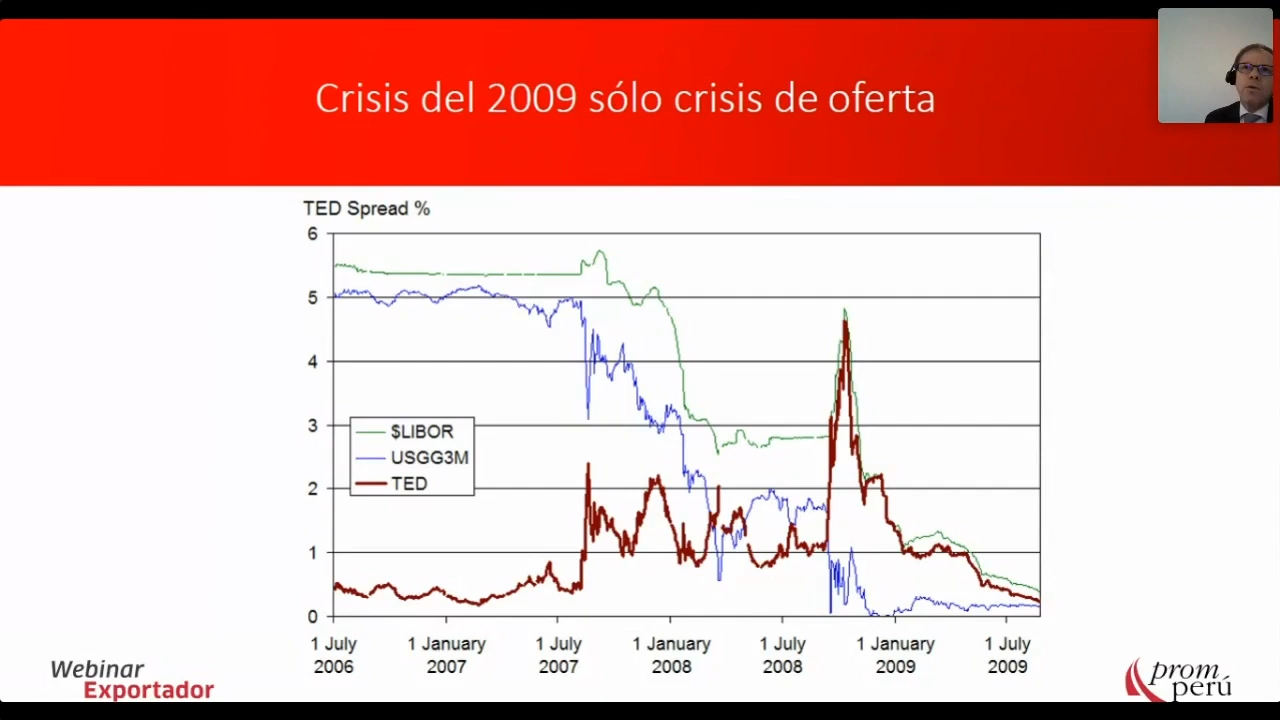 Crisis del 2009 sólo crisis de oferta
TED Spread %
6
5
4
3
2
1
0
$LIBOR
USGG3M
TED
1 July 2006
1 January 2007
1 July 2007
1 January 2008
1 July 2008
1 January 2009
1 July 2009
Webinar
Exportador
prom
perú